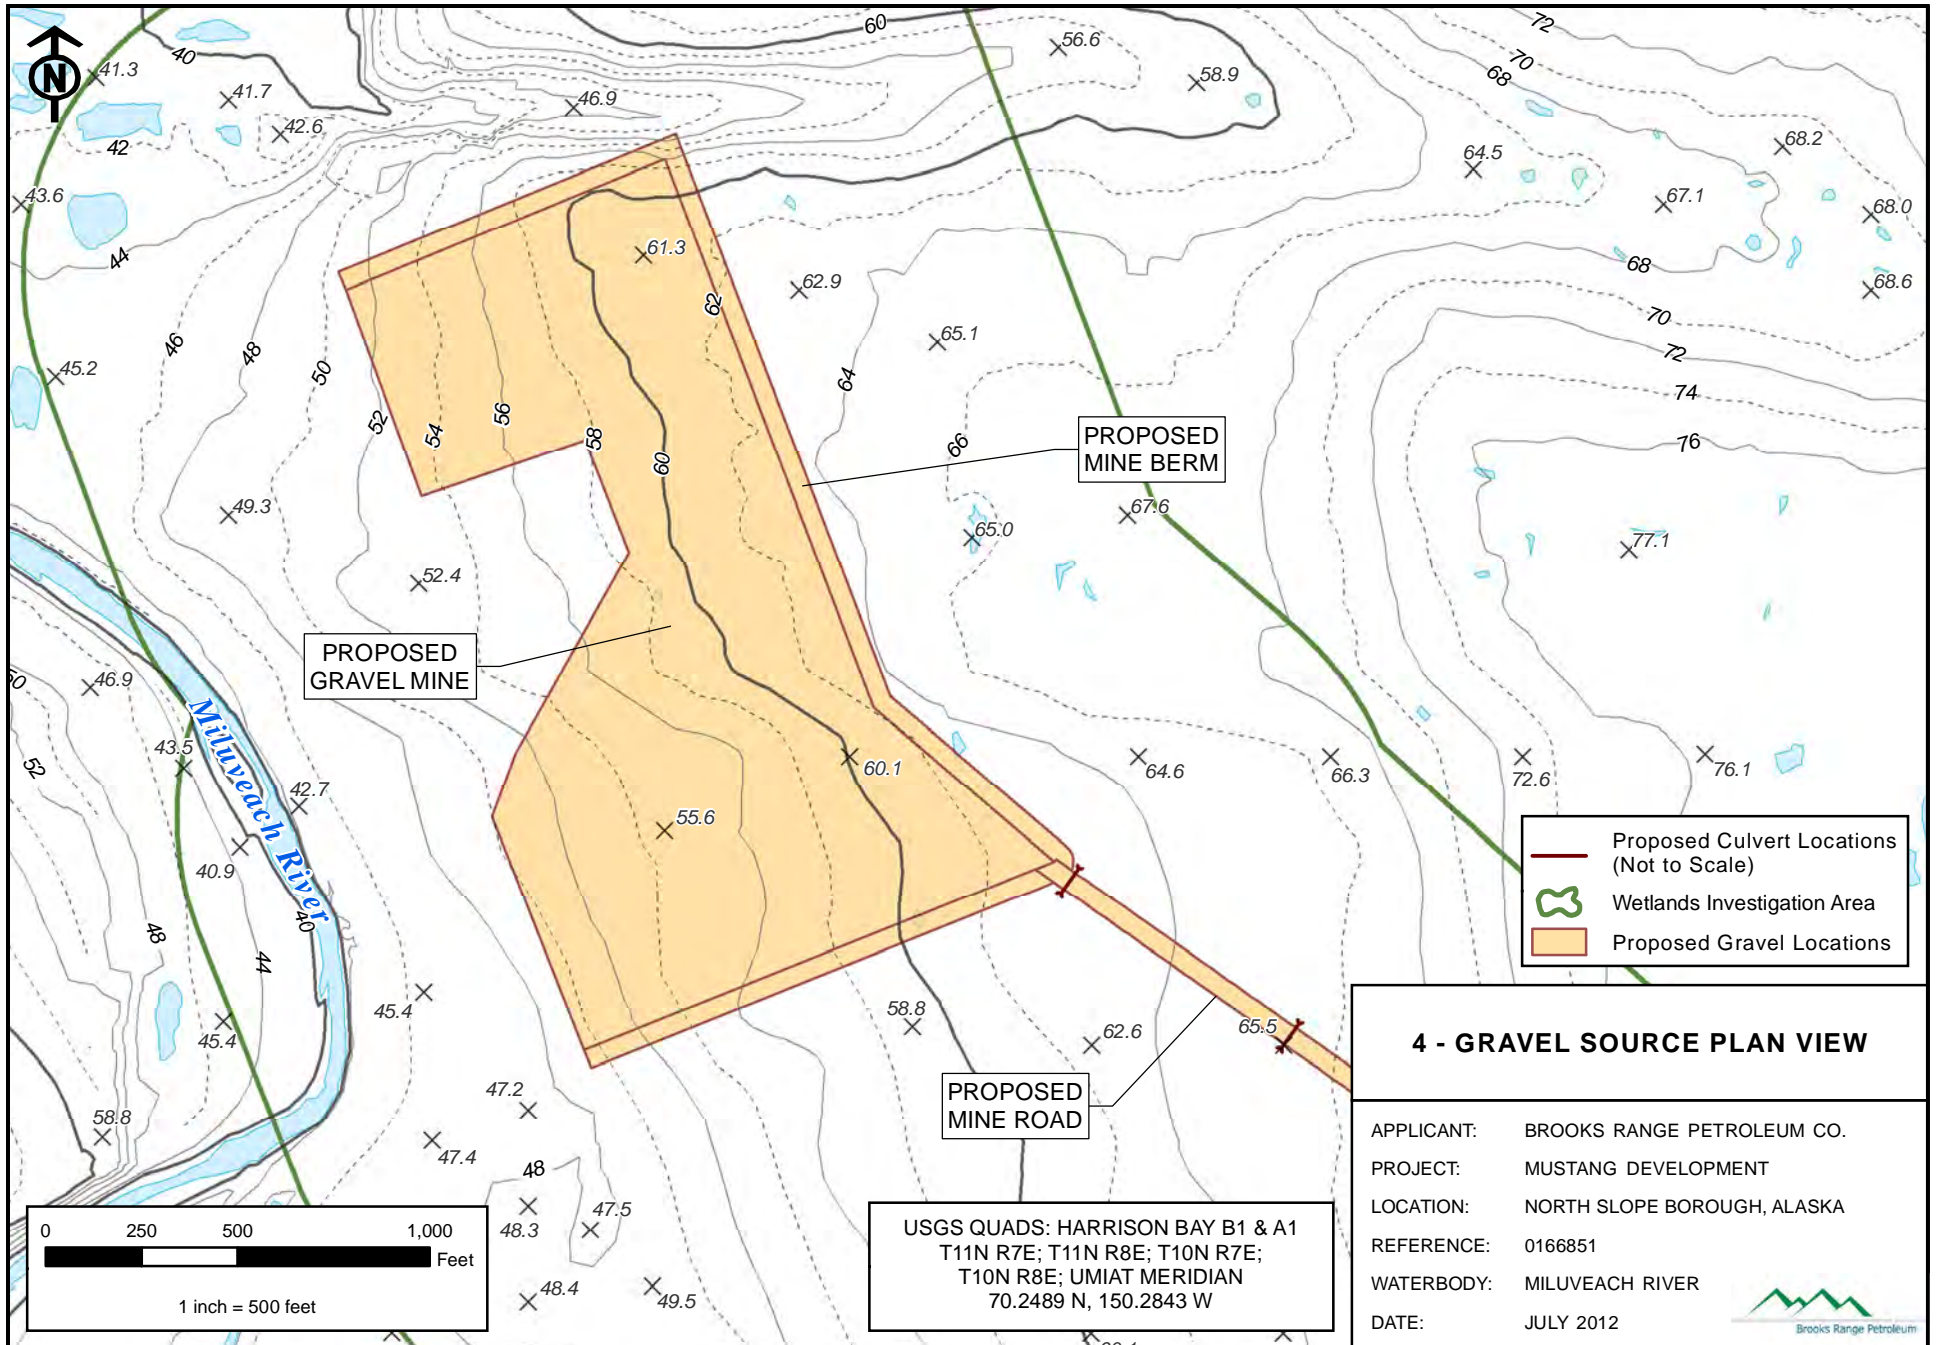 N
60
72
56.6
70
40
68
41.3
58.9
41.7
46.9
42.6
42
68.2
64.5
43.6
67.1
68.0
44
61.3
68
62.9
68.6
62
70
46
48
65.1
72
50
45.2
64
74
52
54
56
58
66
PROPOSED
MINE BERM
76
60
49.3
67.6
65.0
77.1
52.4
PROPOSED
GRAVEL MINE
50
46.9
Miluveach River
43.5
52
60.1
64.6
66.3
72.6
76.1
42.7
55.6
40.9
40
48
44
Proposed Culvert Locations
(Not to Scale)
Wetlands Investigation Area
Proposed Gravel Locations
45.4
45.4
58.8
62.6
65.5
47.2
58.8
47.4
PROPOSED
MINE ROAD
48
48.3
47.5
48.4
49.5
0 250 500 1,000
Feet
1 inch = 500 feet
USGS QUADS: HARRISON BAY B1 & A1
T11N R7E; T11N R8E; T10N R7E;
T10N R8E; UMIAT MERIDIAN
70.2489 N, 150.2843 W
4 - GRAVEL SOURCE PLAN VIEW
APPLICANT: BROOKS RANGE PETROLEUM CO.
PROJECT: MUSTANG DEVELOPMENT
LOCATION: NORTH SLOPE BOROUGH, ALASKA
REFERENCE: 0166851
WATERBODY: MILUVEACH RIVER
DATE: JULY 2012
Brooks Range Petroleum